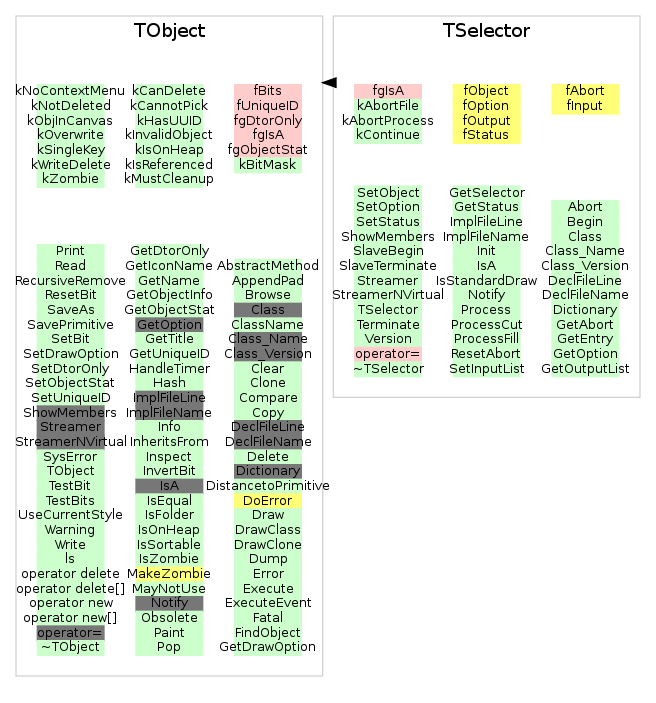 TObject
kNoContextMenu kCanDelete fBits
kNotDeleted kCannotPick fUniqueID
kObjInCanvas kHasUUID fgDtorOnly
kOverwrite kInvalidObject fgIsA
kSingleKey kIsOnHeap fgObjectStat
kWriteDelete kIsReferenced kBitMask
kZombie kMustCleanup
Print GetDtorOnly
Read GetIconName AbstractMethod
RecursiveRemove GetName AppendPad
ResetBit GetObjectInfo Browse
SaveAs GetObjectStat Class
SavePrimitive GetOption ClassName
SetBit GetTitle Class_Name
SetDrawOption GetUniqueID Class_Version
SetDtorOnly HandleTimer Clear
SetObjectStat Hash Clone
SetUniqueID ImplFileLine Compare
ShowMembers ImplFileName Copy
Streamer Info DeclFileLine
StreamerNVirtual InheritsFrom DeclFileName
SysError Inspect Delete
TObject InvertBit Dictionary
TestBit IsA DistancetoPrimitive
TestBits IsEqual DoError
UseCurrentStyle IsFolder Draw
Warning IsOnHeap DrawClass
Write IsSortable DrawClone
ls IsZombie Dump
operator delete MakeZombie Error
operator delete[] MayNotUse Execute
operator new Notify ExecuteEvent
operator new[] Obsolete Fatal
operator= Paint FindObject
~TObject Pop GetDrawOption
TSelector
fgIsA fObject fAbort
kAbortFile fOption fInput
kAbortProcess fOutput
kContinue fStatus
SetObject GetSelector
SetOption GetStatus Abort
SetStatus ImplFileLine Begin
ShowMembers ImplFileName Class
SlaveBegin Init Class_Name
SlaveTerminate IsA Class_Version
Streamer IsStandardDraw DeclFileLine
StreamerNVirtual Notify DeclFileName
TSelector Process Dictionary
Terminate ProcessCut GetAbort
Version ProcessFill GetEntry
operator= ResetAbort GetOption
~TSelector SetInputList GetOutputList